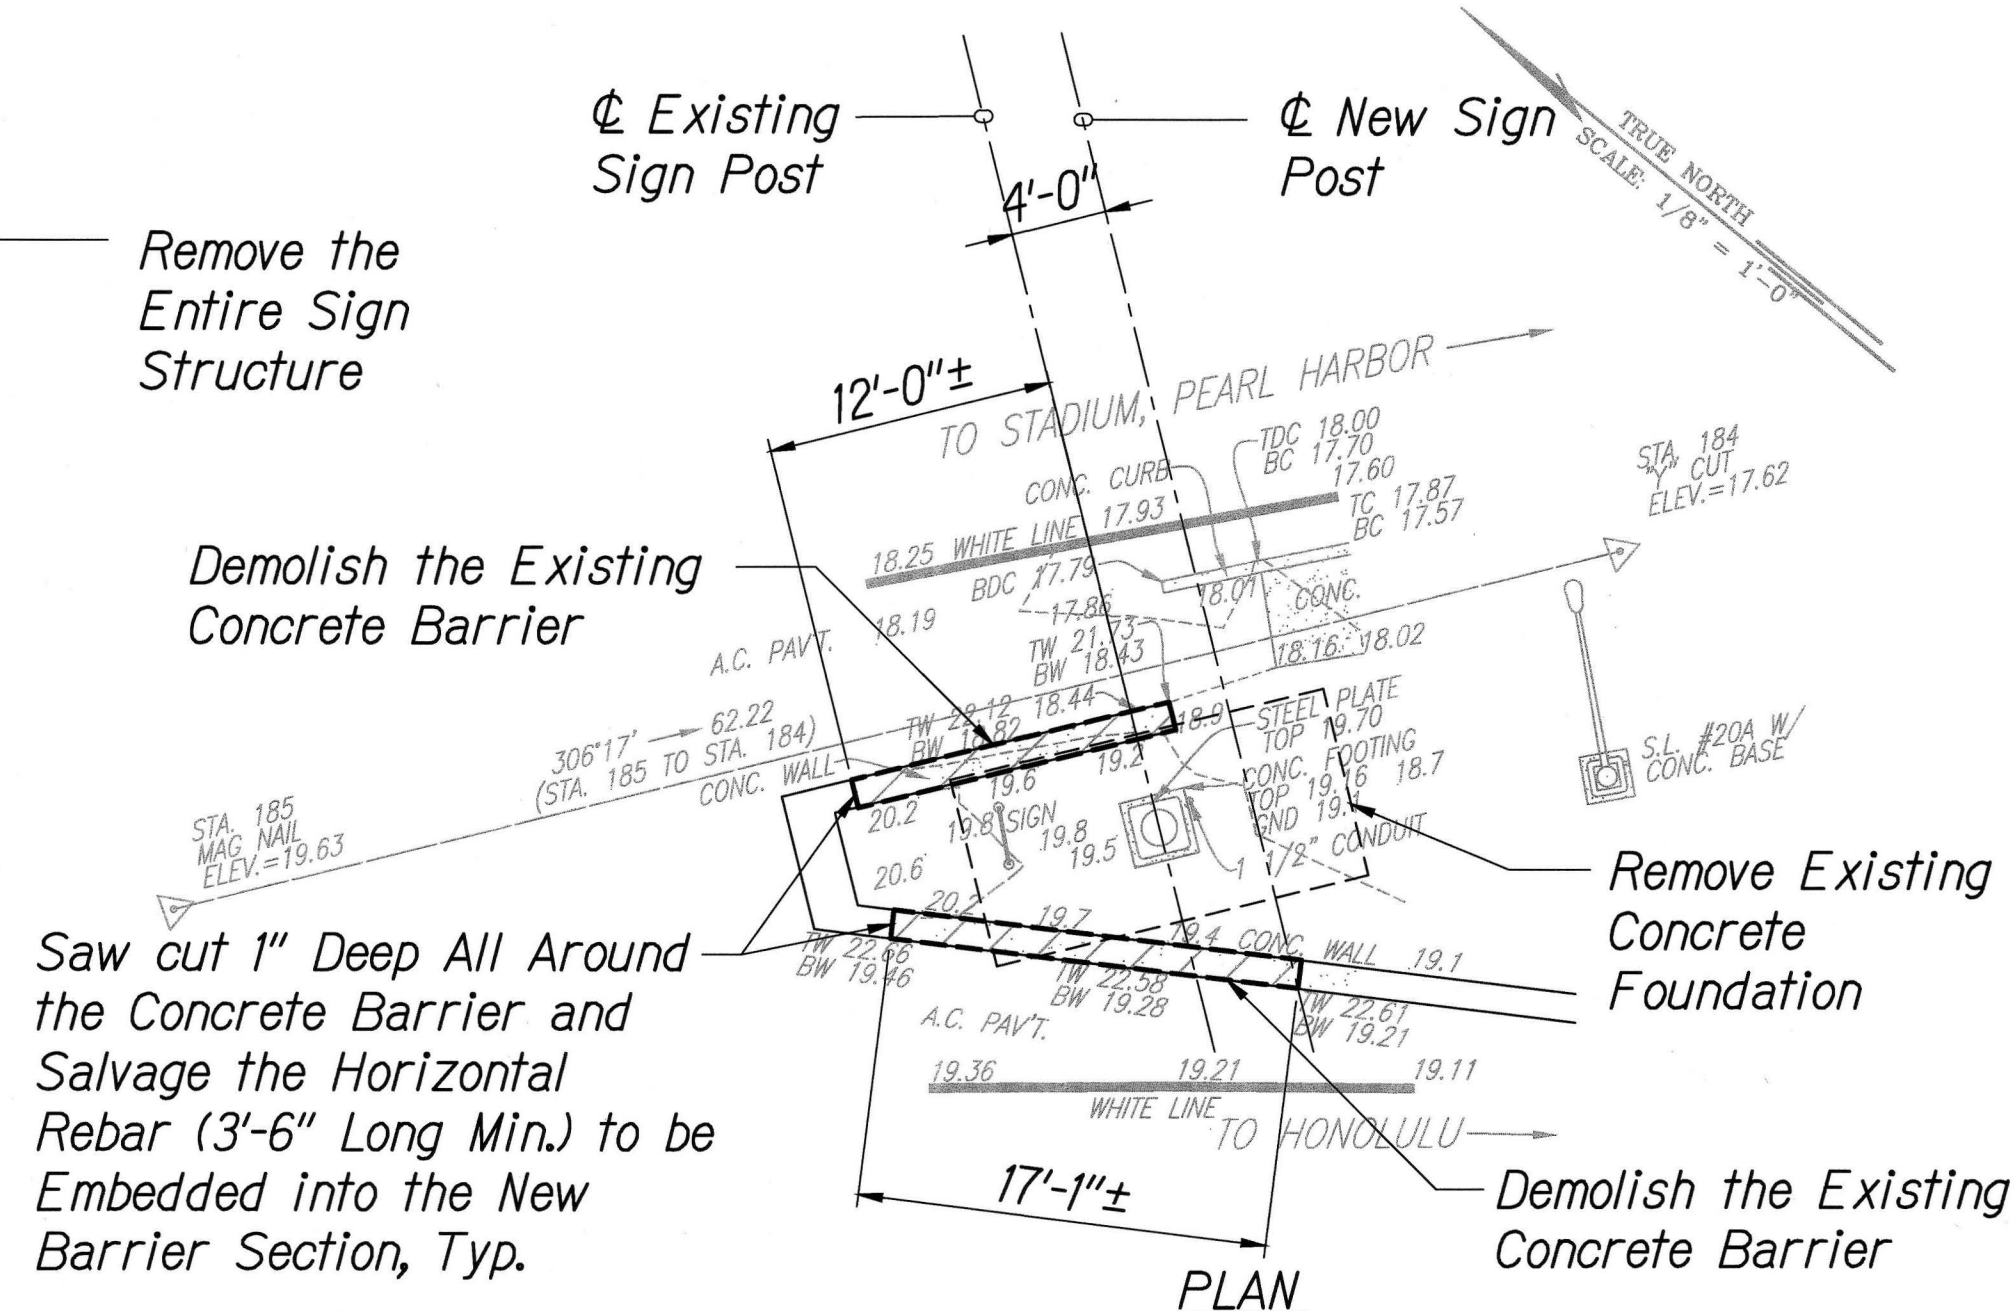 ℄ Existing
Sign Post
℄ New Sign
Post
TRUE NORTH
SCALE: 1/8" = 1'-0"
4'-0"
Remove the
Entire Sign
Structure
12'-0"±
TO STADIUM, PEARL HARBOR
TDC 18.00
BC 17.70
17.60
CONC. CURB
TC 17.87
BC 17.57
STA. 184
"Y" CUT
ELEV.=17.62
18.25 WHITE LINE 17.93
BDC 17.79
18.01
CONC.
17.86
Demolish the Existing
Concrete Barrier
18.19
A.C. PAV'T.
TW 21.73
BW 18.43
18.16
18.02
TW 22.12
BW 18.82
18.44
18.9
STEEL PLATE
TOP 19.70
306°17' 62.22
(STA. 185 TO STA. 184)
CONC. WALL
19.2
19.6
CONC. FOOTING
TOP 19.16
GND 19.1
18.7
S.L. #20A W/
CONC. BASE
STA. 185
MAG NAIL
ELEV.=19.63
20.2
19.8
SIGN
19.8
19.5
1 1/2" CONDUIT
20.6
Remove Existing
Concrete
Foundation
20.2
19.7
19.4
CONC. WALL
19.1
Saw cut 1" Deep All Around
the Concrete Barrier and
Salvage the Horizontal
Rebar (3'-6" Long Min.) to be
Embedded into the New
Barrier Section, Typ.
TW 22.66
BW 19.46
TW 22.58
BW 19.28
TW 22.61
BW 19.21
A.C. PAV'T.
19.36
19.21
19.11
WHITE LINE
TO HONOLULU
17'-1"±
Demolish the Existing
Concrete Barrier
PLAN